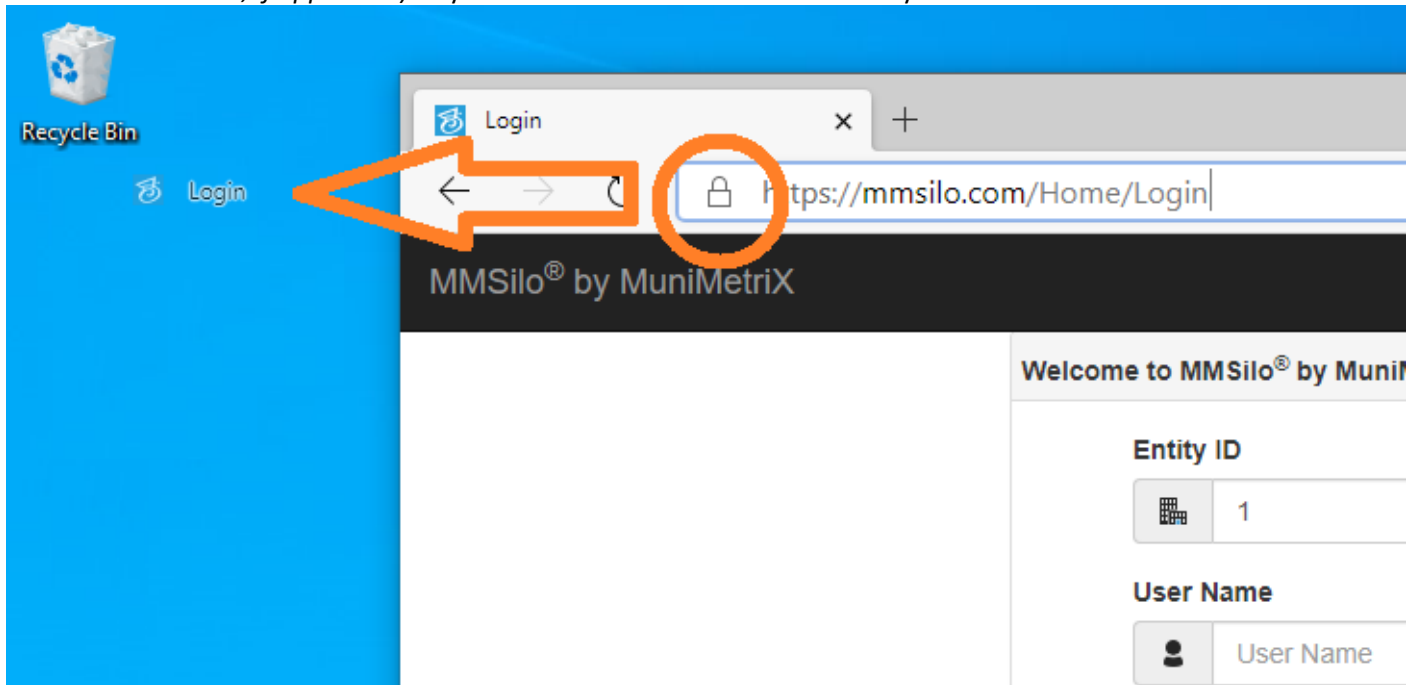 Recycle Bin
Login
Login
https://mmsilo.com/Home/Login
MMSilo® by MuniMetriX
Welcome to MMSilo® by
Entity ID
1
User Name
User Name